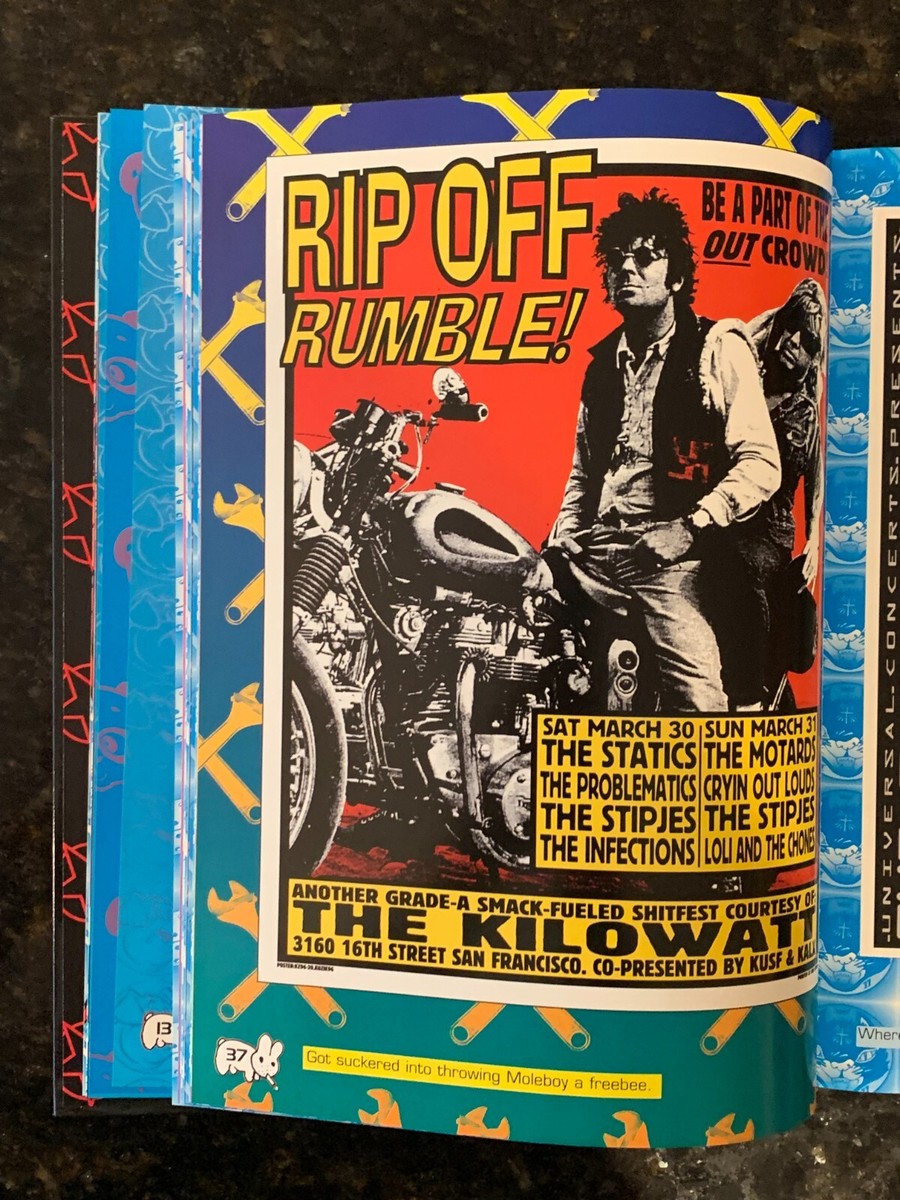 RIP OFF
RUMBLE!
BE A PART OF THE
OUT CROWD
SAT MARCH 30
THE STATICS
THE PROBLEMATICS
THE STIPJES
THE INFECTIONS
SUN MARCH 31
THE MOTARDS
CRYIN OUT LOUDS
THE STIPJES
LOLI AND THE CHONES
ANOTHER GRADE-A SMACK-FUELED SHITFEST COURTESY OF:
THE KILOWATT
3160 16TH STREET SAN FRANCISCO. CO-PRESENTED BY KUSF & KALX
13
37
Got suckered into throwing Moleboy a freebee.
UNIVERSAL.CONCERTS.PRESENTS
Where